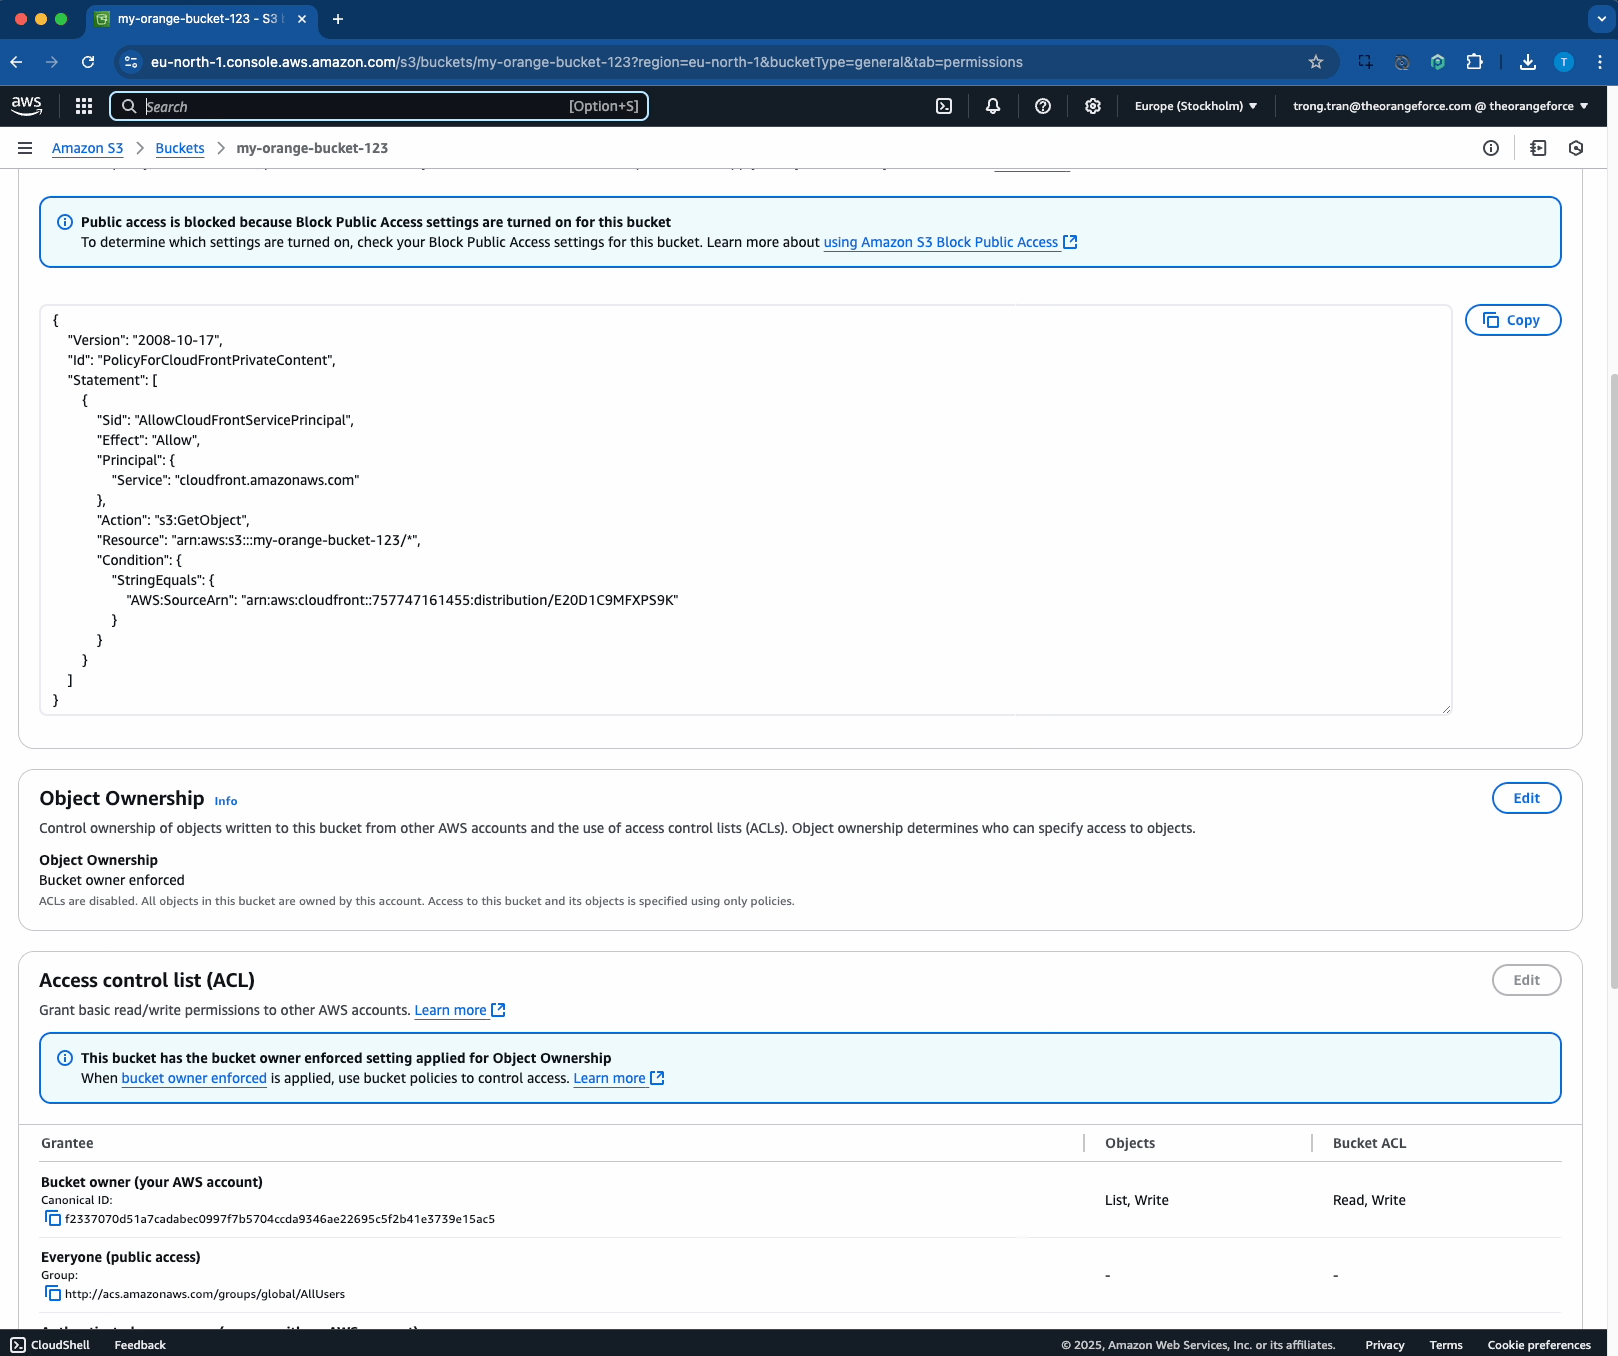 my-orange-bucket-123 - S3
eu-north-1.console.aws.amazon.com/s3/buckets/my-orange-bucket-123?region=eu-north-1&bucketType=general&tab=permissions
T
aws
Search
[Option+S]
Europe (Stockholm)
trong.tran@theorangeforce.com @ theorangeforce
Amazon S3
Buckets
my-orange-bucket-123
Public access is blocked because Block Public Access settings are turned on for this bucket
To determine which settings are turned on, check your Block Public Access settings for this bucket. Learn more about using Amazon S3 Block Public Access
Copy
{
"Version": "2008-10-17",
"Id": "PolicyForCloudFrontPrivateContent",
"Statement": [
{
"Sid": "AllowCloudFrontServicePrincipal",
"Effect": "Allow",
"Principal": {
"Service": "cloudfront.amazonaws.com"
},
"Action": "s3:GetObject",
"Resource": "arn:aws:s3:::my-orange-bucket-123/*",
"Condition": {
"StringEquals": {
"AWS:SourceArn": "arn:aws:cloudfront::757747161455:distribution/E20D1C9MFXPS9K"
}
}
}
]
}
Object Ownership Info
Edit
Control ownership of objects written to this bucket from other AWS accounts and the use of access control lists (ACLs). Object ownership determines who can specify access to objects.
Object Ownership
Bucket owner enforced
ACLs are disabled. All objects in this bucket are owned by this account. Access to this bucket and its objects is specified using only policies.
Access control list (ACL)
Edit
Grant basic read/write permissions to other AWS accounts. Learn more
This bucket has the bucket owner enforced setting applied for Object Ownership
When bucket owner enforced is applied, use bucket policies to control access. Learn more
Grantee
Objects
Bucket ACL
Bucket owner (your AWS account)
Canonical ID:
f2337070d51a7cadabec0997f7b5704ccda9346ae22695c5f2b41e3739e15ac5
List, Write
Read, Write
Everyone (public access)
Group:
http://acs.amazonaws.com/groups/global/AllUsers
-
-
CloudShell
Feedback
© 2025, Amazon Web Services, Inc. or its affiliates.
Privacy
Terms
Cookie preferences